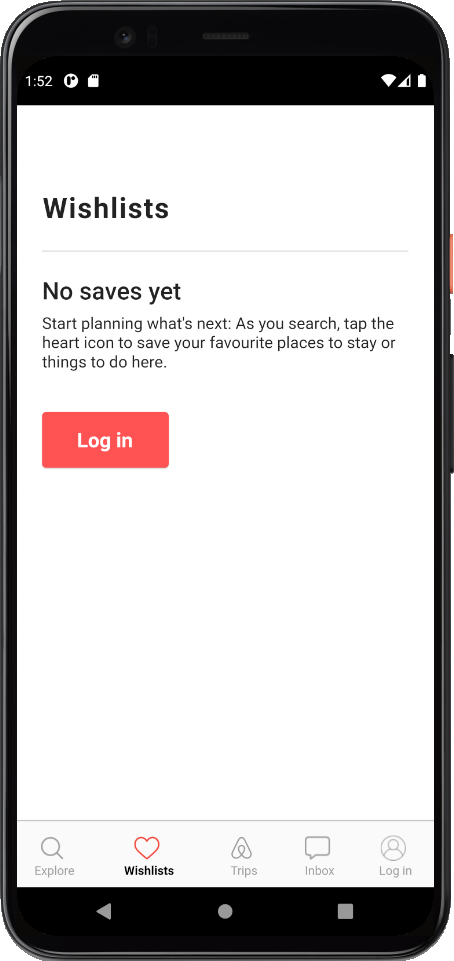 1:52
Wishlists
No saves yet
Start planning what's next: As you search, tap the
heart icon to save your favourite places to stay or
things to do here.
Log in
Explore
Wishlists
Trips
Inbox
Log in